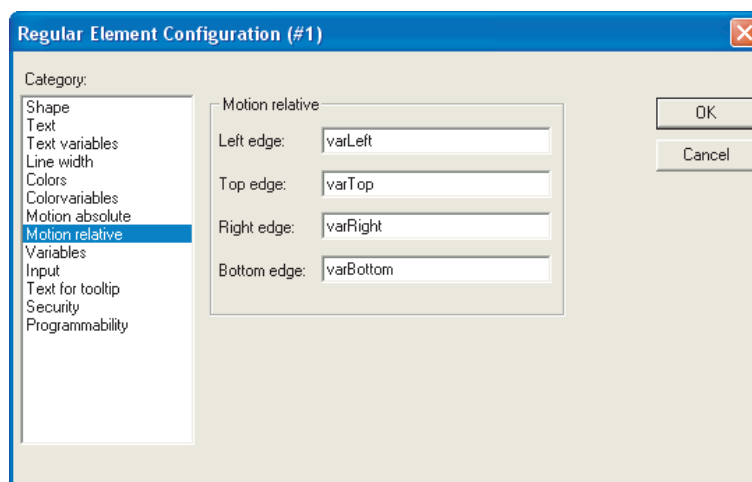 Regular Element Configuration (#1)
Category:
Shape
Text
Text variables
Line width
Colors
Colorvariables
Motion absolute
Motion relative
Variables
Input
Text for tooltip
Security
Programmability
Motion relative
Left edge: varLeft
Top edge: varTop
Right edge: varRight
Bottom edge: varBottom
OK
Cancel